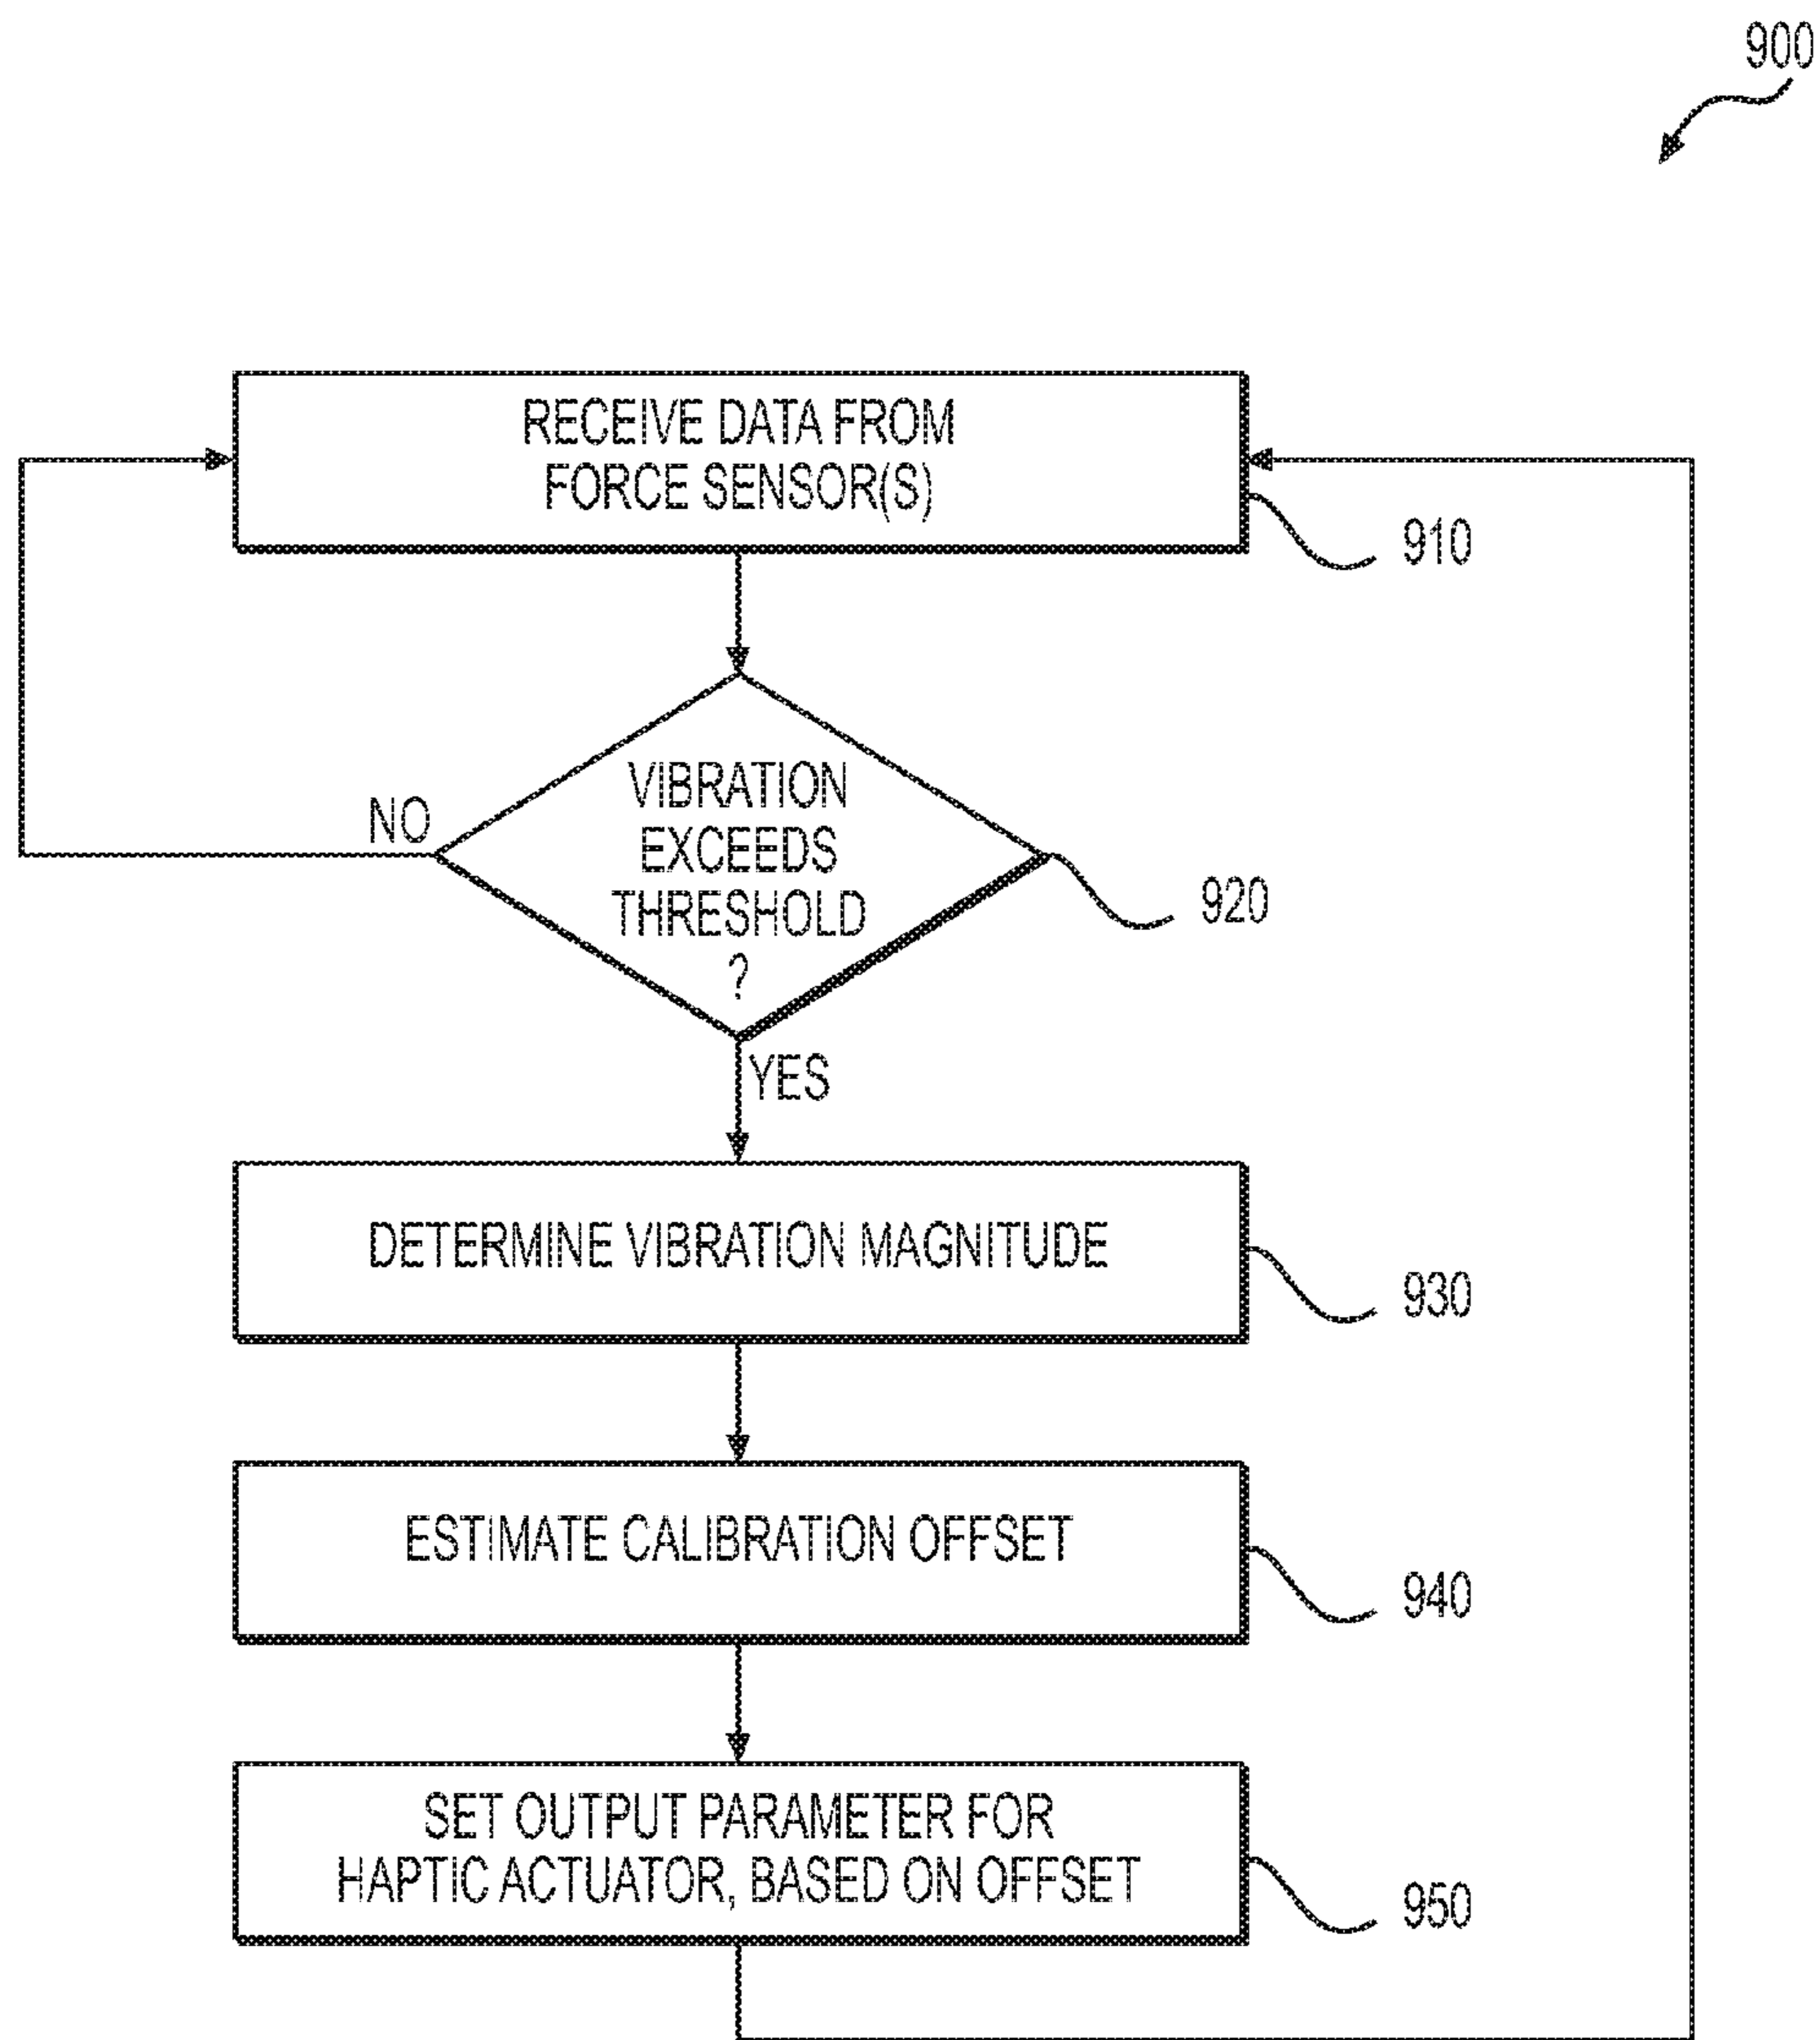 900
RECEIVE DATA FROM
FORCE SENSOR(S)
910
VIBRATION
EXCEEDS
THRESHOLD
?
NO
920
YES
DETERMINE VIBRATION MAGNITUDE
930
ESTIMATE CALIBRATION OFFSET
940
SET OUTPUT PARAMETER FOR
HAPTIC ACTUATOR, BASED ON OFFSET
950